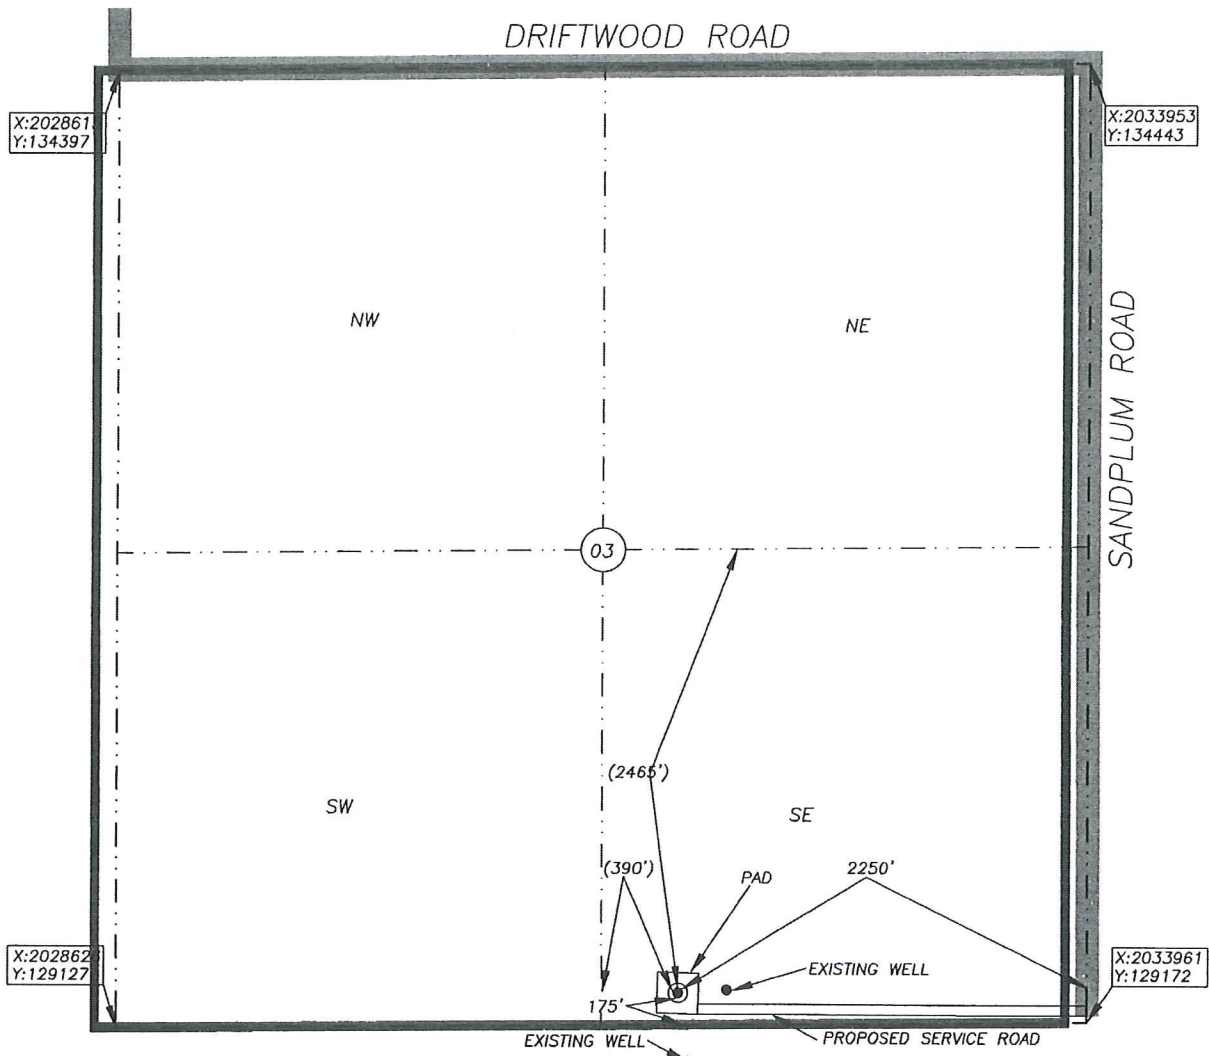 DRIFTWOOD ROAD
X:202861
Y:134397
X:2033953
Y:134443
NW
NE
SANDPLUM ROAD
03
(2465')
SW
SE
(390')
PAD
2250'
X:202862
Y:129127
EXISTING WELL
X:2033961
Y:129172
175'
EXISTING WELL
PROPOSED SERVICE ROAD